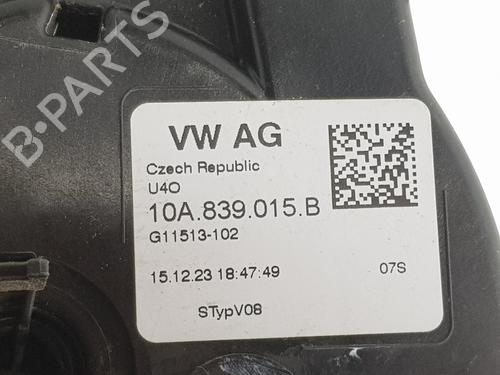 B-PARTS
VW AG
Czech Republic
U4O
10A.839.015.B
G11513-102
15.12.23 18:47:49 07S
STypV08